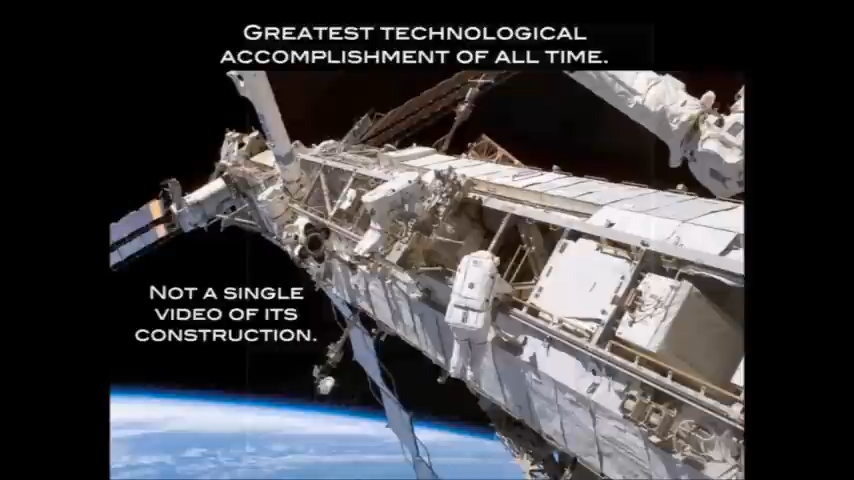 Greatest technological
accomplishment of all time.
Not a single
video of its
construction.